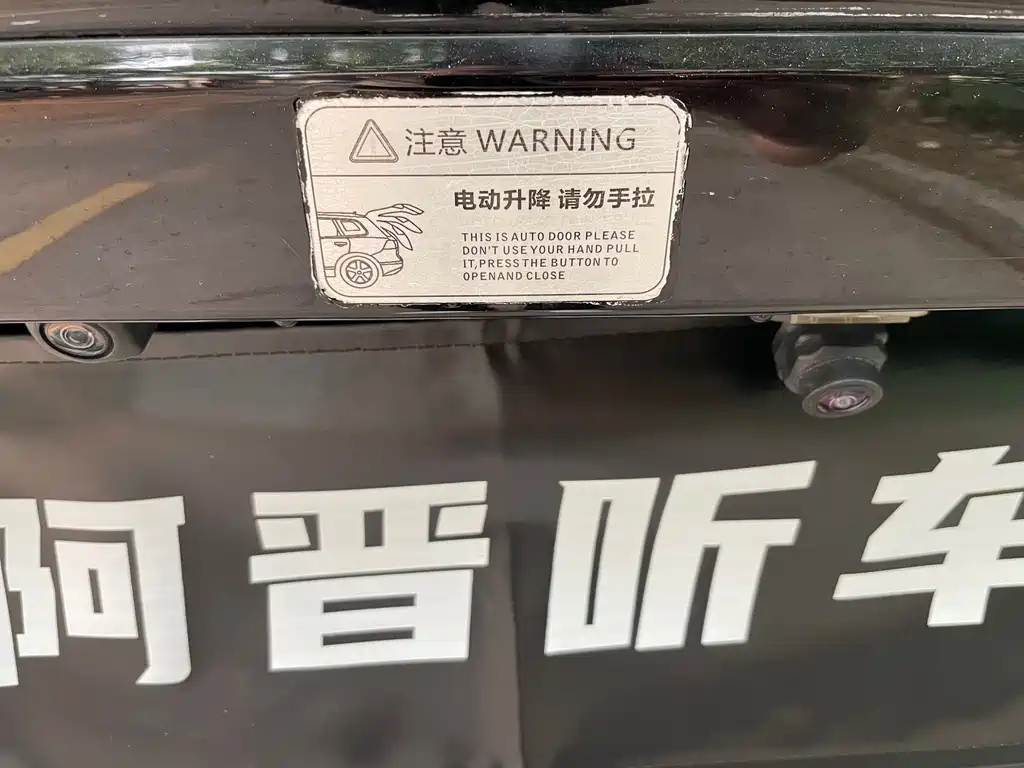 注意 WARNING
电动升降 请勿手拉
THIS IS AUTO DOOR PLEASE
DON'T USE YOUR HAND PULL
IT,PRESS THE BUTTON TO
OPENAND CLOSE
阿晋听车